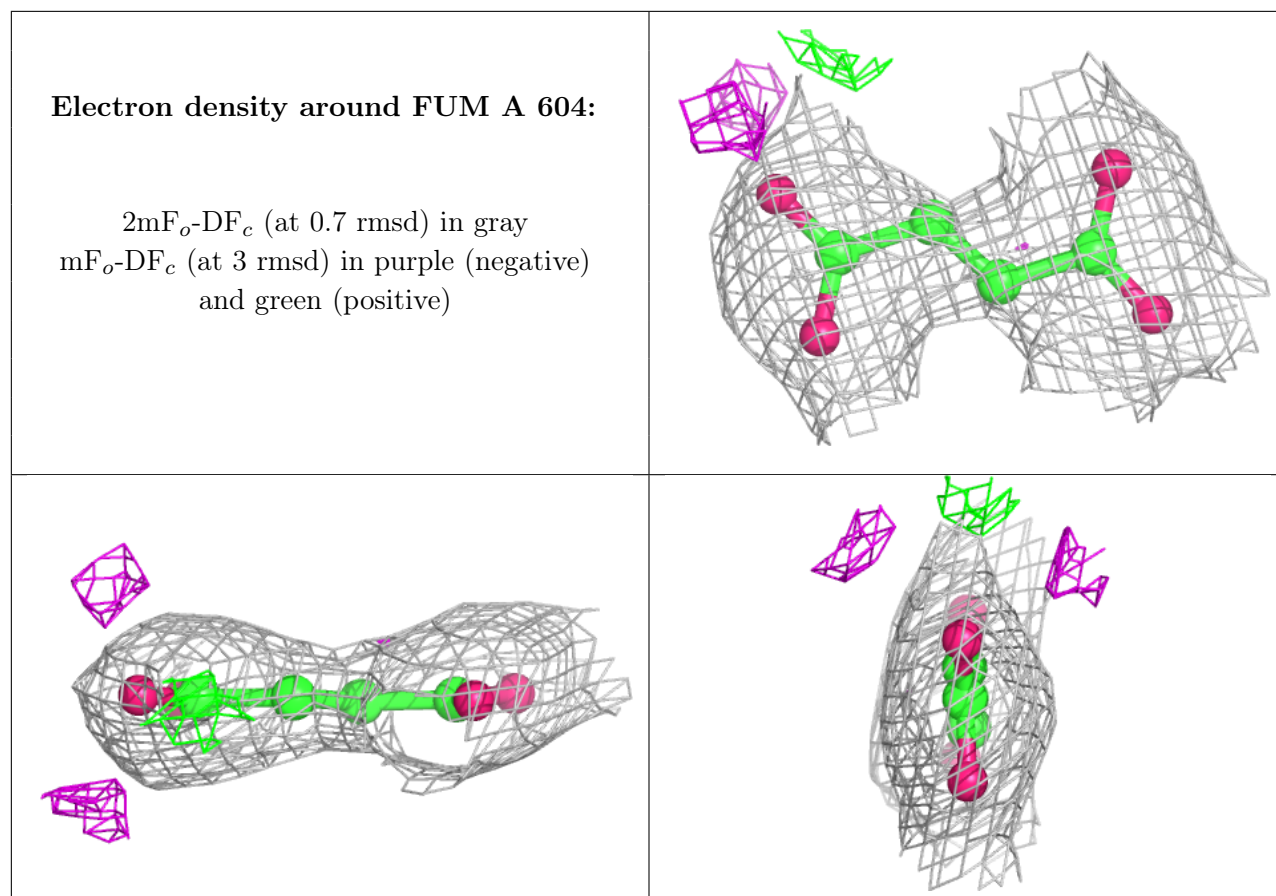 Electron density around FUM A 604:
2mFo-DFc (at 0.7 rmsd) in gray
mFo-DFc (at 3 rmsd) in purple (negative)
and green (positive)